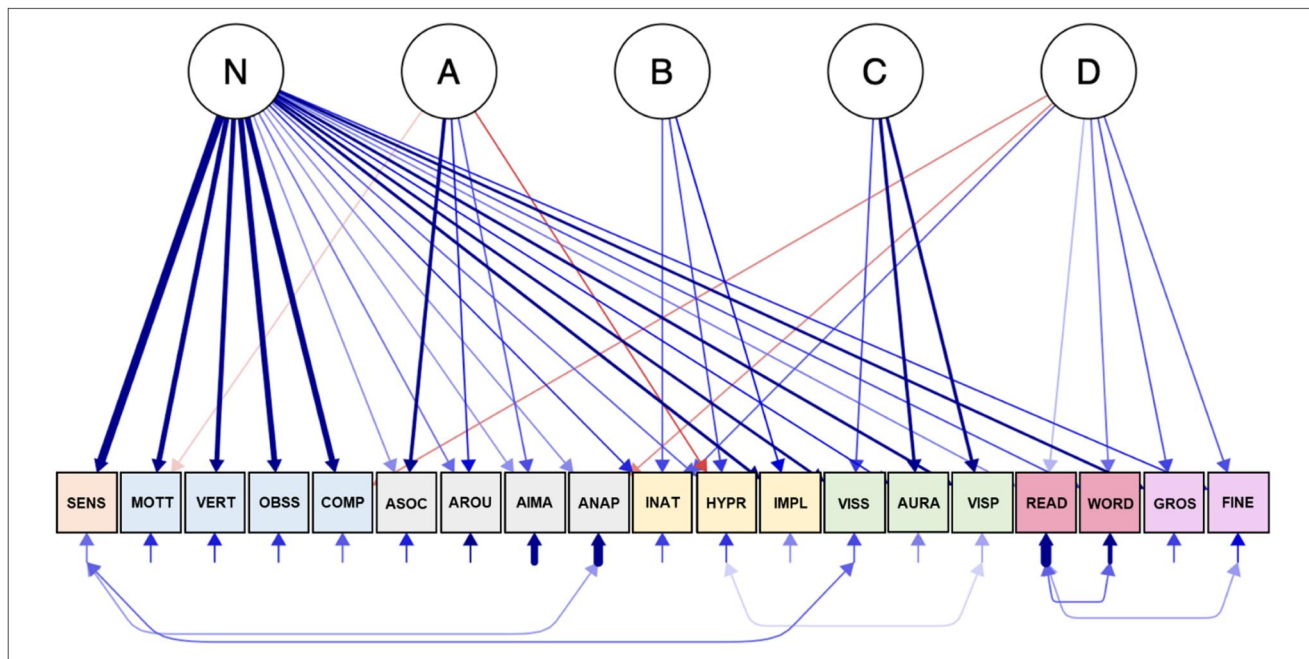 N A B C D
SENS MOTT VERT OBSS COMP ASOC AROU AIMA ANAP INAT HYPR IMPL VISS AURA VISP READ WORD GROS FINE